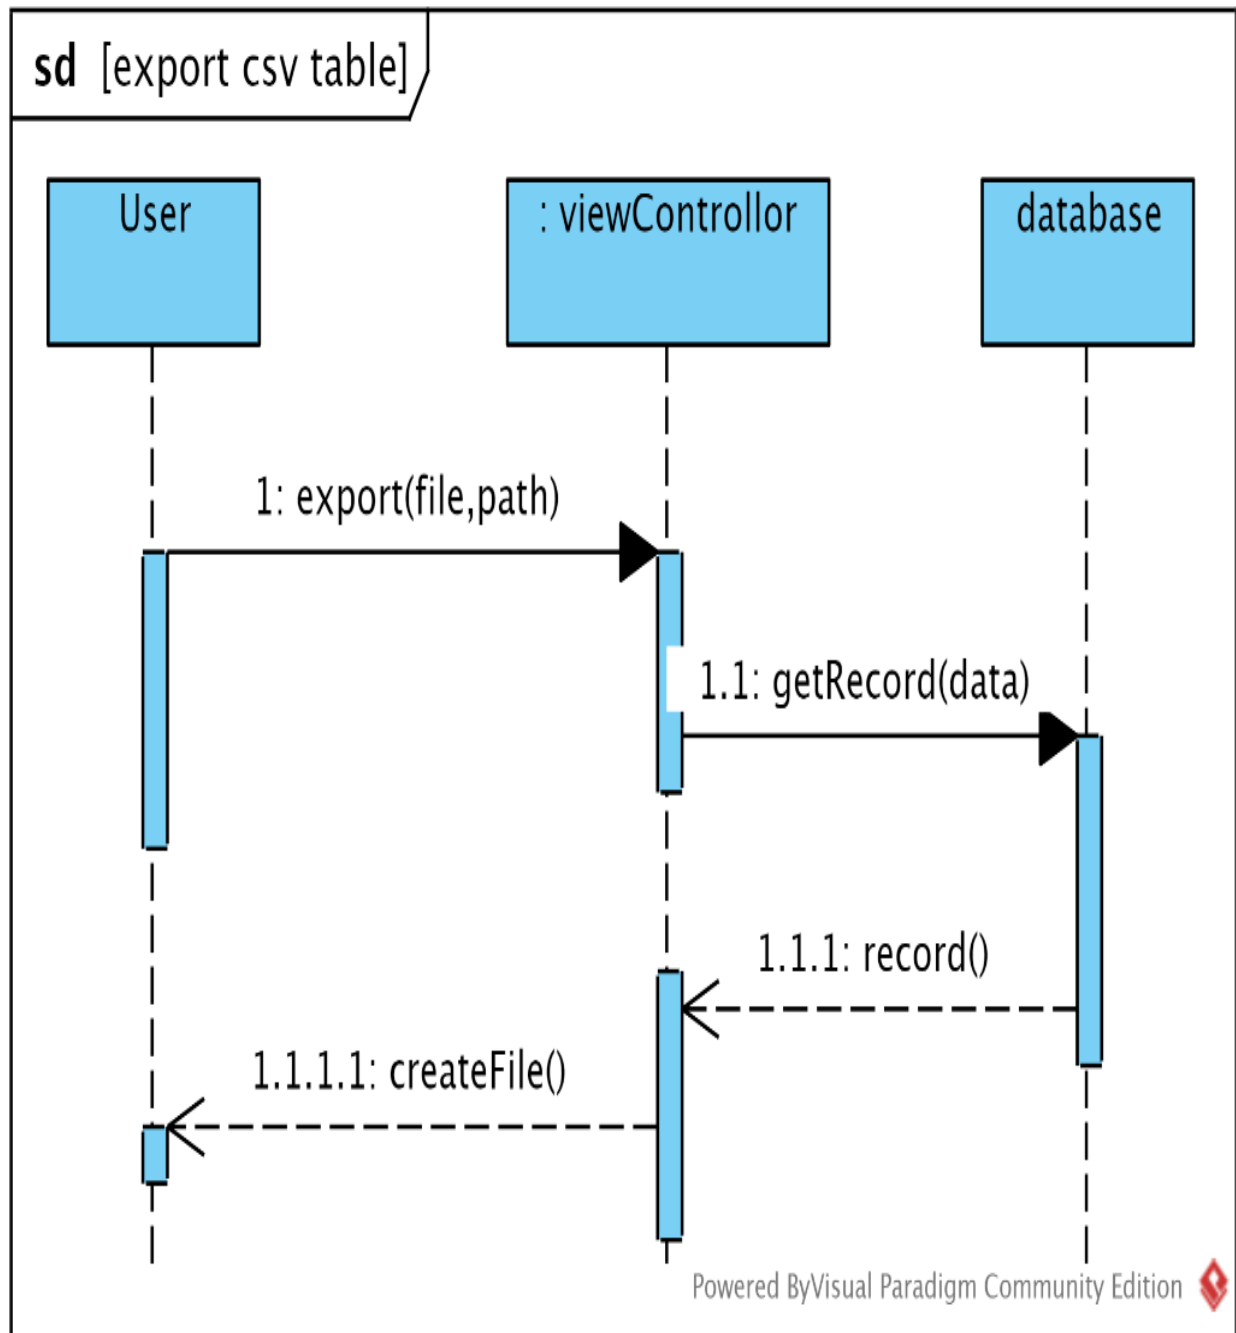 sd [export csv table]
User
: viewControllor
database
1: export(file,path)
1.1: getRecord(data)
1.1.1: record()
1.1.1.1: createFile()
Powered ByVisual Paradigm Community Edition